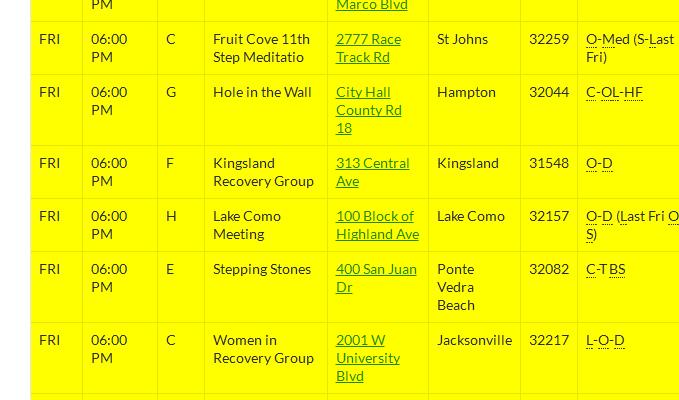 PM Marco Blvd
FRI 06:00 C Fruit Cove 11th 2777 Race St Johns 32259 O-Med (S-Last
PM Step Meditatio Track Rd Fri)
FRI 06:00 G Hole in the Wall City Hall Hampton 32044 C-OL-HF
PM County Rd
18
FRI 06:00 F Kingsland 313 Central Kingsland 31548 O-D
PM Recovery Group Ave
FRI 06:00 H Lake Como 100 Block of Lake Como 32157 O-D (Last Fri O
PM Meeting Highland Ave S)
FRI 06:00 E Stepping Stones 400 San Juan Ponte 32082 C-TBS
PM Dr Vedra
Beach
FRI 06:00 C Women in 2001 W Jacksonville 32217 L-O-D
PM Recovery Group University
Blvd